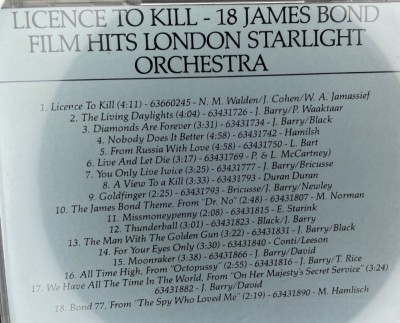 LICENCE TO KILL - 18 JAMES BOND
FILM HITS LONDON STARLIGHT
ORCHESTRA
1. Licence To Kill (4:11) - 63660245 - N. M. Walden/J. Cohen/W. A. Jamassief
2. The Living Daylights (4:04) - 63431726 - J. Barry/P. Waaktaar
3. Diamonds Are Forever (3:31) - 63431734 - J. Barry/Black
4. Nobody Does It Better (4:58) - 63431742 - Hamilsh
5. From Russia With Love (4:58) - 63431750 - L. Bart
6. Live And Let Die (3:17) - 63431769 - P. & L. McCartney)
7. You Only Live Twice (3:25) - 63431777 - J. Barry/Bricusse
8. A View To A Kill (3:33) - 63431793 - Duran Duran
9. Goldfinger (2:25) - 63431793 - Bricusse/J. Barry/Newley
10. The James Bond Theme, From "Dr. No" (2:48) - 63431807 - M. Norman
11. Missmoneypenny (2:08) - 63431815 - E. Starink
12. Thunderball (3:01) - 63431823 - Black/J. Barry
13. The Man With The Golden Gun (3:22) - 63431831 - J. Barry/Black
14. For Your Eyes Only (3:30) - 63431840 - Conti/Leeson
15. Moonraker (3:38) - 63431866 - J. Barry/David
16. All Time High, From "Octopussy" (2:55) - 63431816 - J. Barry/T. Rice
17. We Have All The Time In The World, From "On Her Majesty's Secret Service" (3:24)
- 63431882 - J. Barry/David
18. Bond 77, From "The Spy Who Loved Me" (2:19) - 63431890 - M. Hamlisch